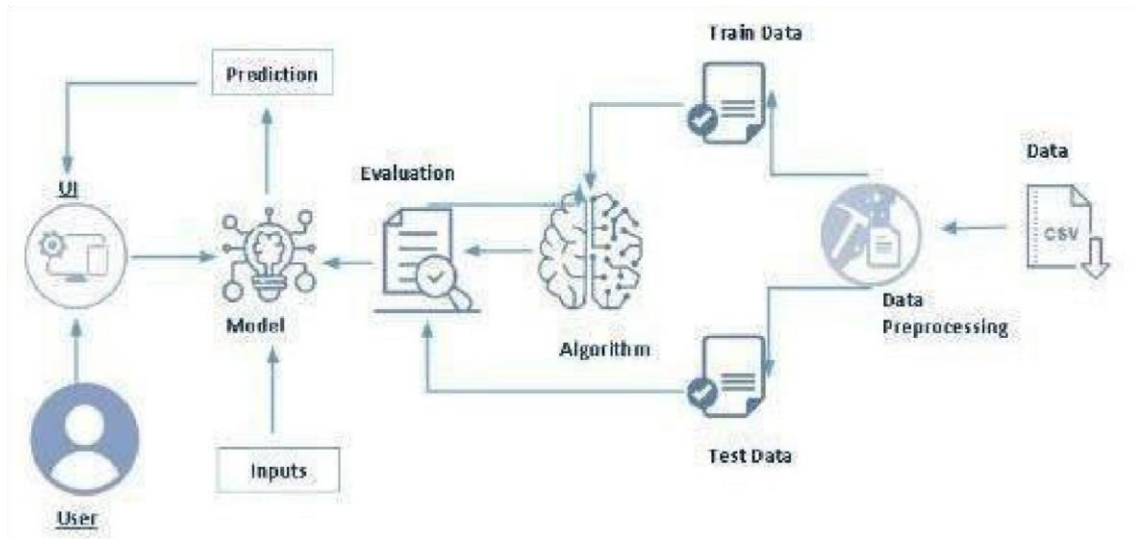 Train Data
Prediction
Data
Evaluation
UI
CSV
Model
Data
Preprocessing
Algorithm
Inputs
Test Data
User